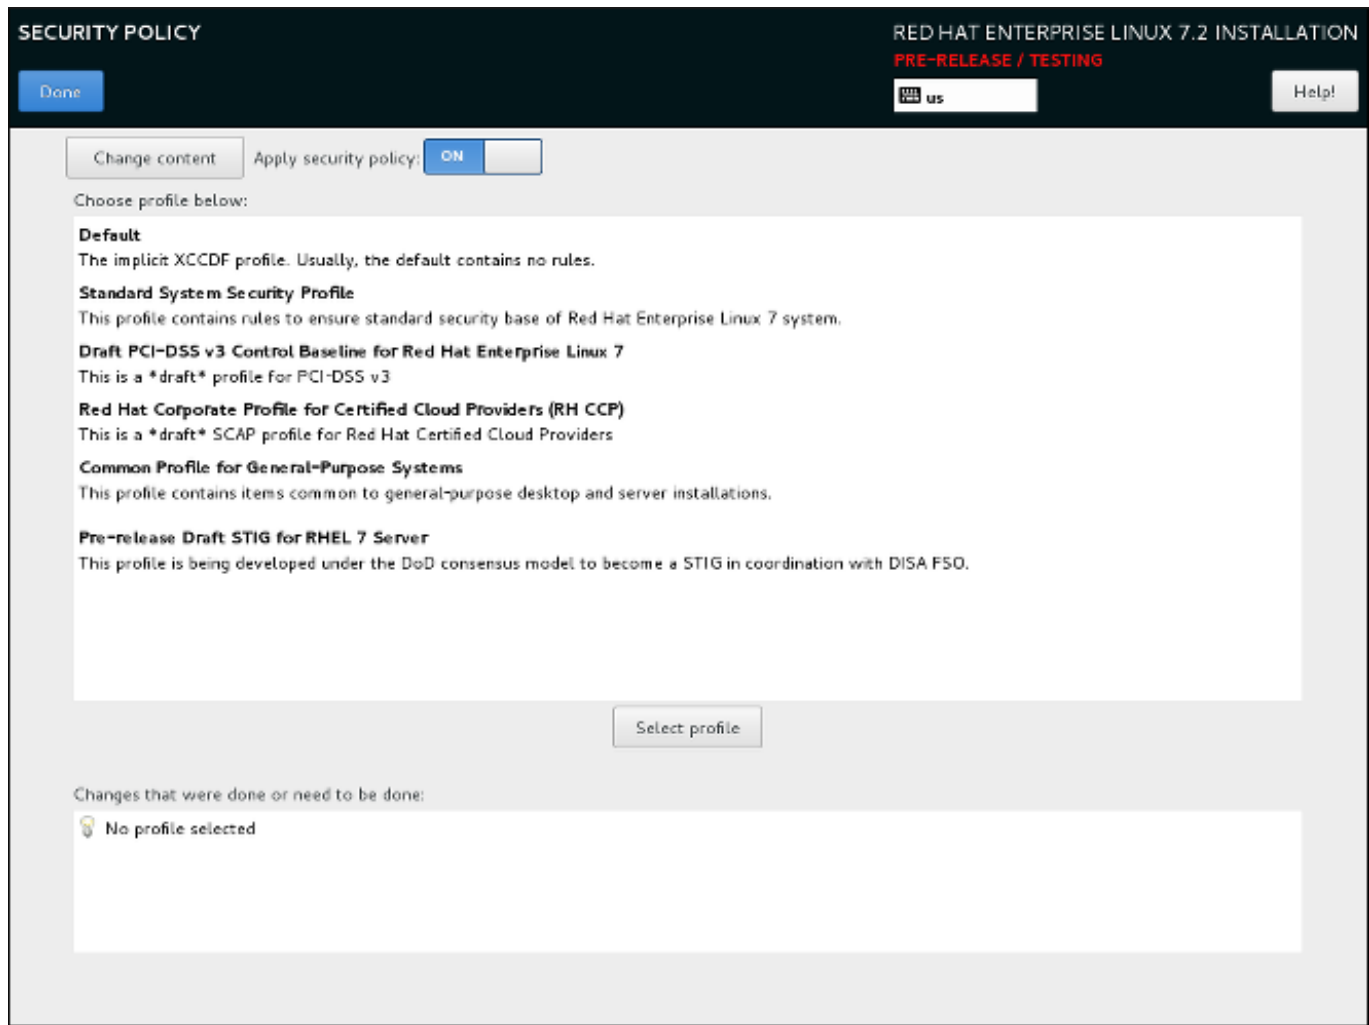 SECURITY POLICY
RED HAT ENTERPRISE LINUX 7.2 INSTALLATION
PRE-RELEASE / TESTING
Done
us
Help!
Change content
Apply security policy:
ON
Choose profile below:
Default
The implicit XCCDF profile. Usually, the default contains no rules.
Standard System Security Profile
This profile contains rules to ensure standard security base of Red Hat Enterprise Linux 7 system.
Draft PCI-DSS v3 Control Baseline for Red Hat Enterprise Linux 7
This is a *draft* profile for PCI-DSS v3
Red Hat Corporate Profile for Certified Cloud Providers (RH CCP)
This is a *draft* SCAP profile for Red Hat Certified Cloud Providers
Common Profile for General-Purpose Systems
This profile contains items common to general-purpose desktop and server installations.
Pre-release Draft STIG for RHEL 7 Server
This profile is being developed under the DoD consensus model to become a STIG in coordination with DISA FSO.
Select profile
Changes that were done or need to be done:
No profile selected